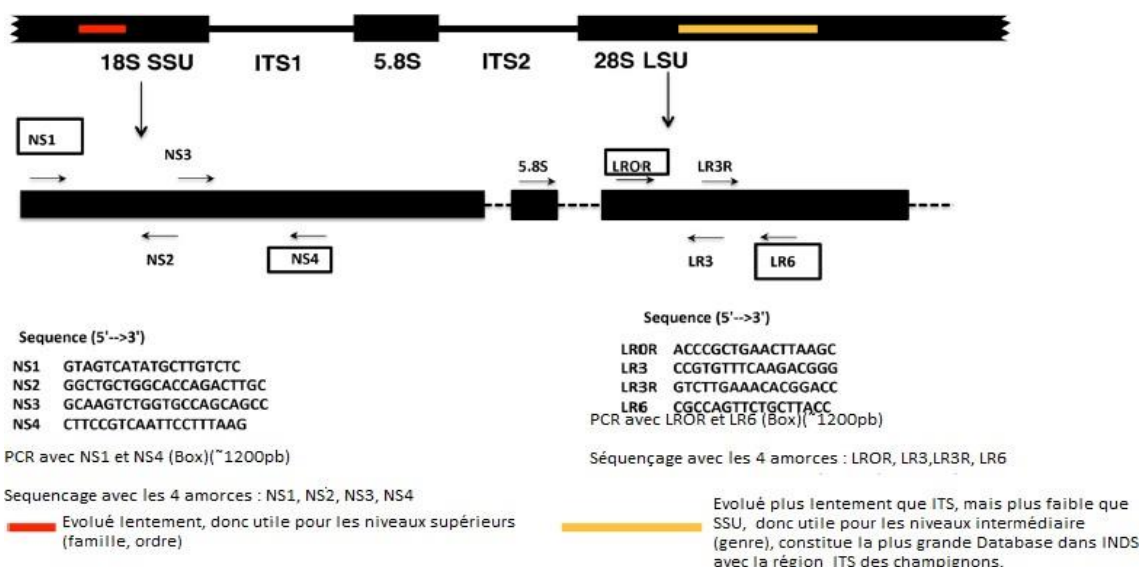 18S SSU ITS1 5.8S ITS2 28S LSU
NS1
NS3
5.8S
LROR
LR3R
NS2
NS4
LR3
LR6
Sequence (5'-->3')
NS1 GTAGTCATATGCTTGTCTC
NS2 GGCTGCTGGCACCAGACTTGC
NS3 GCAAGTCTGGTGCCAGCAGCC
NS4 CTTCCGTCAATTCCTTTAAG
PCR avec NS1 et NS4 (Box)(~1200pb)
Sequencage avec les 4 amorces : NS1, NS2, NS3, NS4
Evolué lentement, donc utile pour les niveaux supérieurs
(famille, ordre)
Sequence (5'-->3')
LROR ACCCGCTGAACTTAAGC
LR3 CCGTGTTTCAAGACGGG
LR3R GTCTTGAAACACGGACC
LR6 CGCCAGTTCTGCTTACC
PCR avec LROR et LR6 (Box)(~1200pb)
Séquençage avec les 4 amorces : LROR, LR3,LR3R, LR6
Evolué plus lentement que ITS, mais plus faible que
SSU, donc utile pour les niveaux intermédiaire
(genre), constitue la plus grande Database dans INDS
avec la région ITS des champignons.